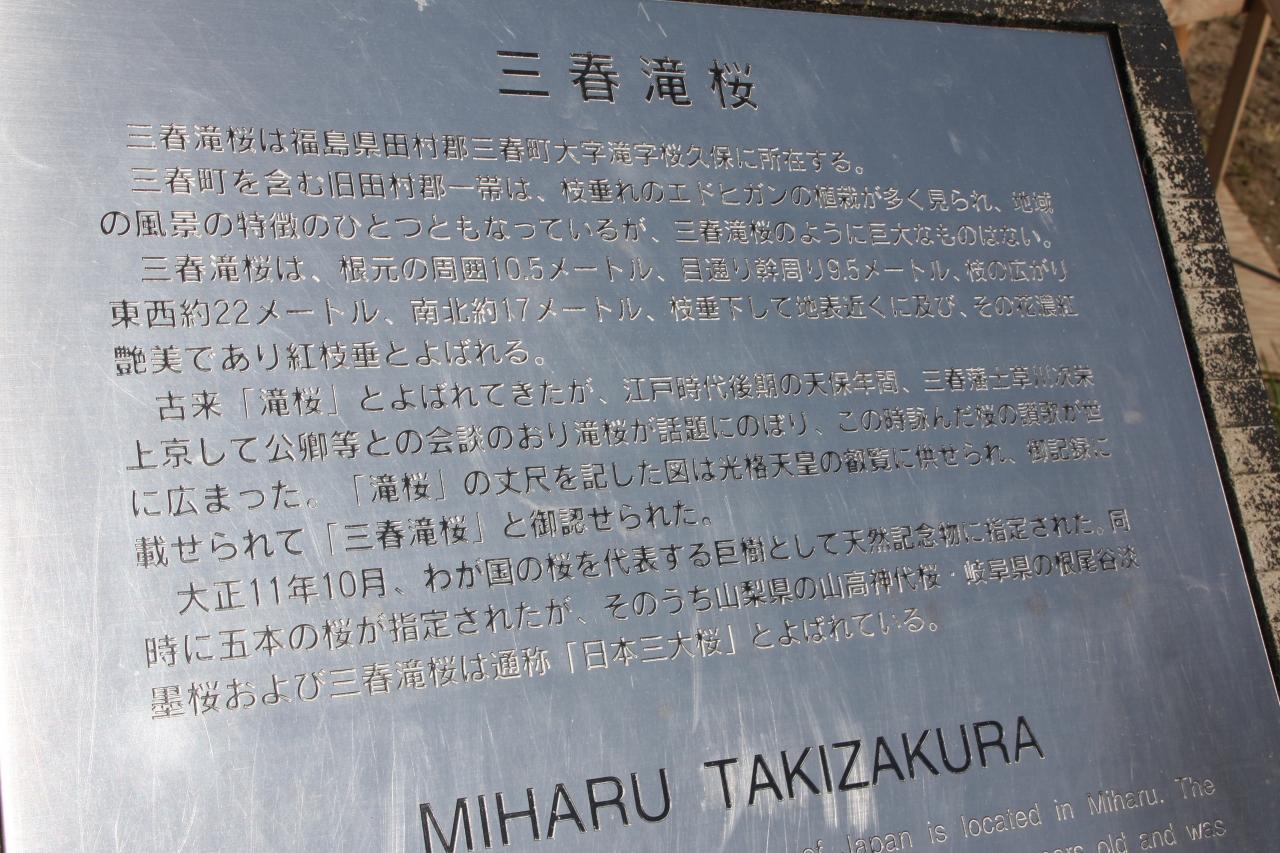 三春滝桜
三春滝桜は福島県田村郡三春町大字滝字桜久保に所在する。
三春町を含む旧田村郡一帯は、枝垂れのエドヒガンの植栽が多く見られ、地域
の風景の特徴のひとつともなっているが、三春滝桜のように巨大なものはない。
三春滝桜は、根元の周囲10.5メートル、目通り幹周り9.5メートル、枝の広がり
東西約22メートル、南北約17メートル、枝垂下して地表近くに及び、その花濃紅
艶美であり紅枝垂とよばれる。
古来「滝桜」とよばれてきたが、江戸時代後期の天保年間、三春藩士草川次栄
上京して公卿等との会談のおり滝桜が話題にのぼり、この時詠んだ桜の讃歌が世
に広まった。「滝桜」の丈尺を記した図は光格天皇の叡覧に供せられ、御記録に
載せられて「三春滝桜」と御認せられた。
大正11年10月、わが国の桜を代表する巨樹として天然記念物に指定された。同
時に五本の桜が指定されたが、そのうち山梨県の山高神代桜・岐阜県の根尾谷淡
墨桜および三春滝桜は通称「日本三大桜」とよばれている。
MIHARU TAKIZAKURA
of Japan is located in Miharu. The
old and was